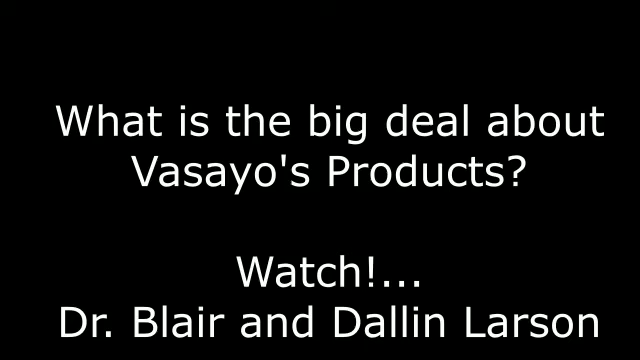 What is the big deal about
Vasayo's Products?
Watch!...
Dr. Blair and Dallin Larson